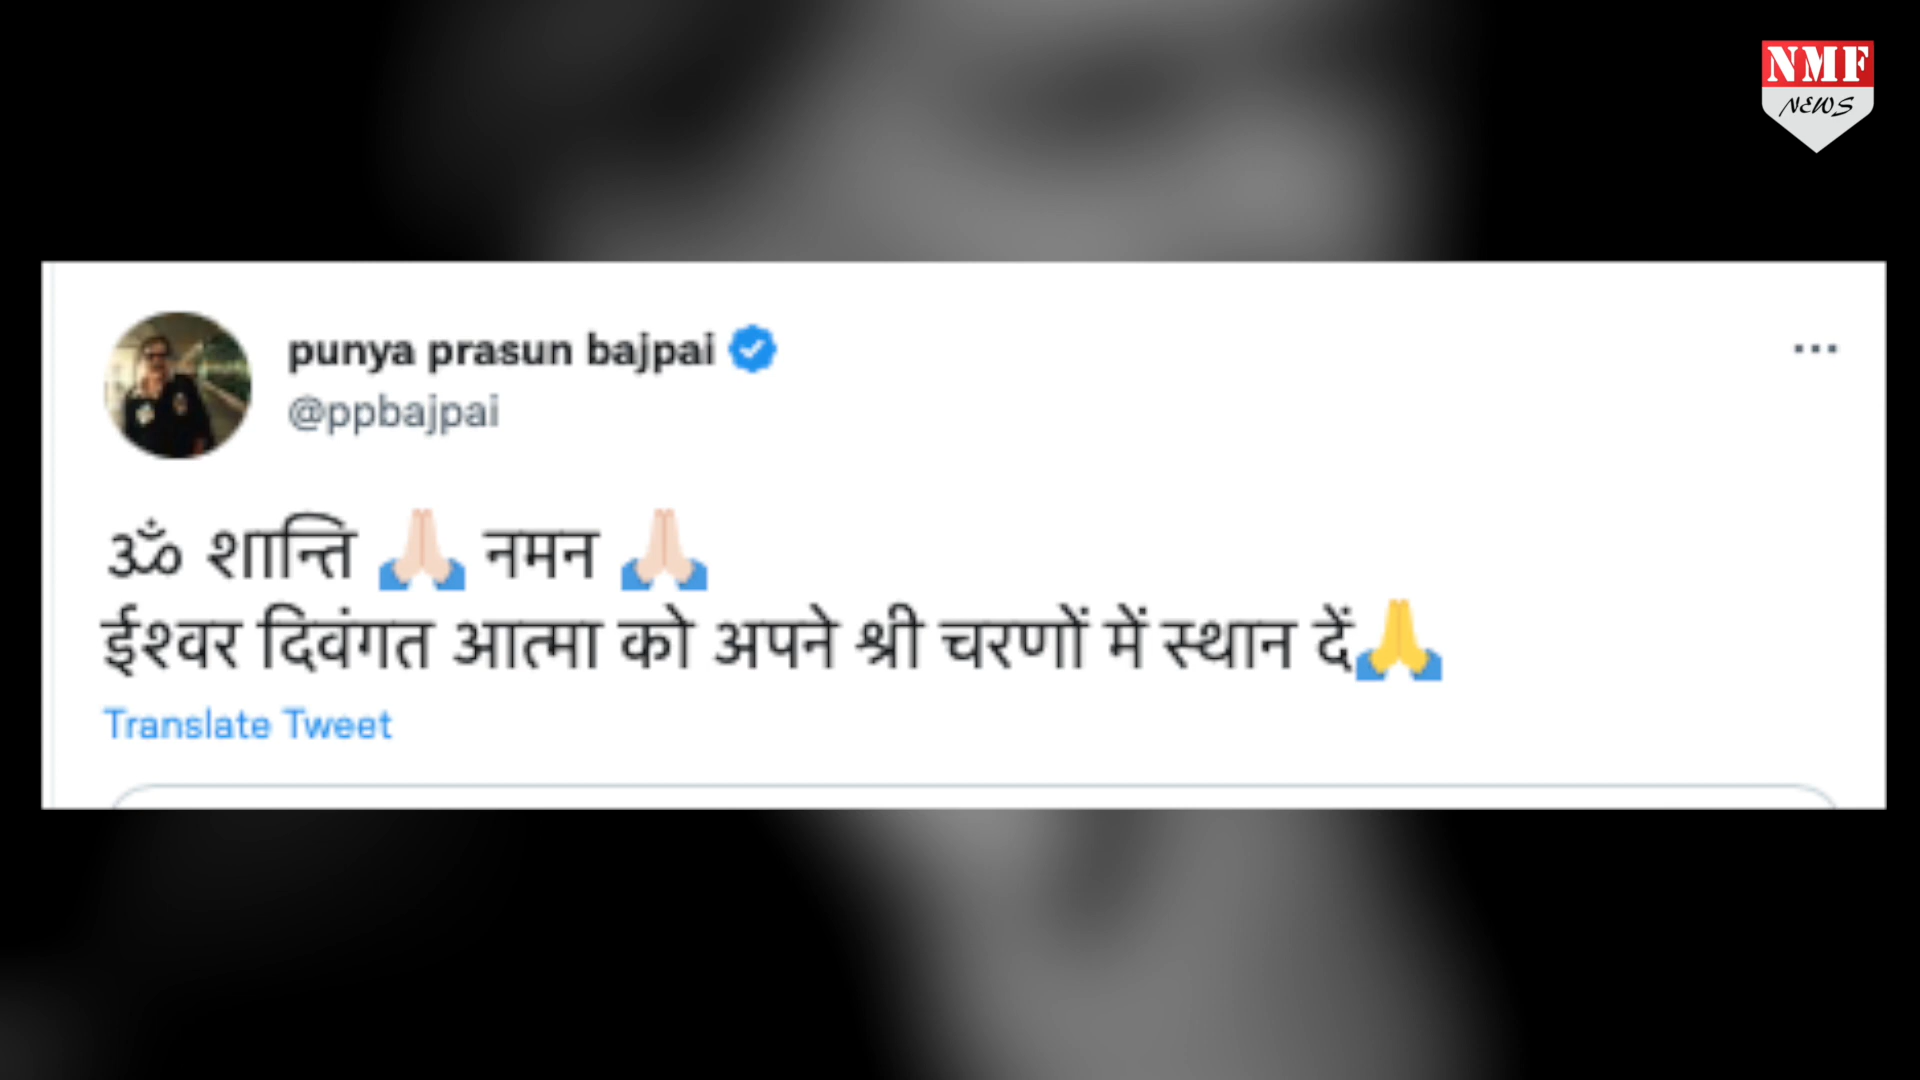 NMF
NEWS
punya prasun bajpai
@ppbajpai
ॐ शान्ति 🙏🏻 नमन 🙏🏻
ईश्वर दिवंगत आत्मा को अपने श्री चरणों में स्थान दें🙏
Translate Tweet